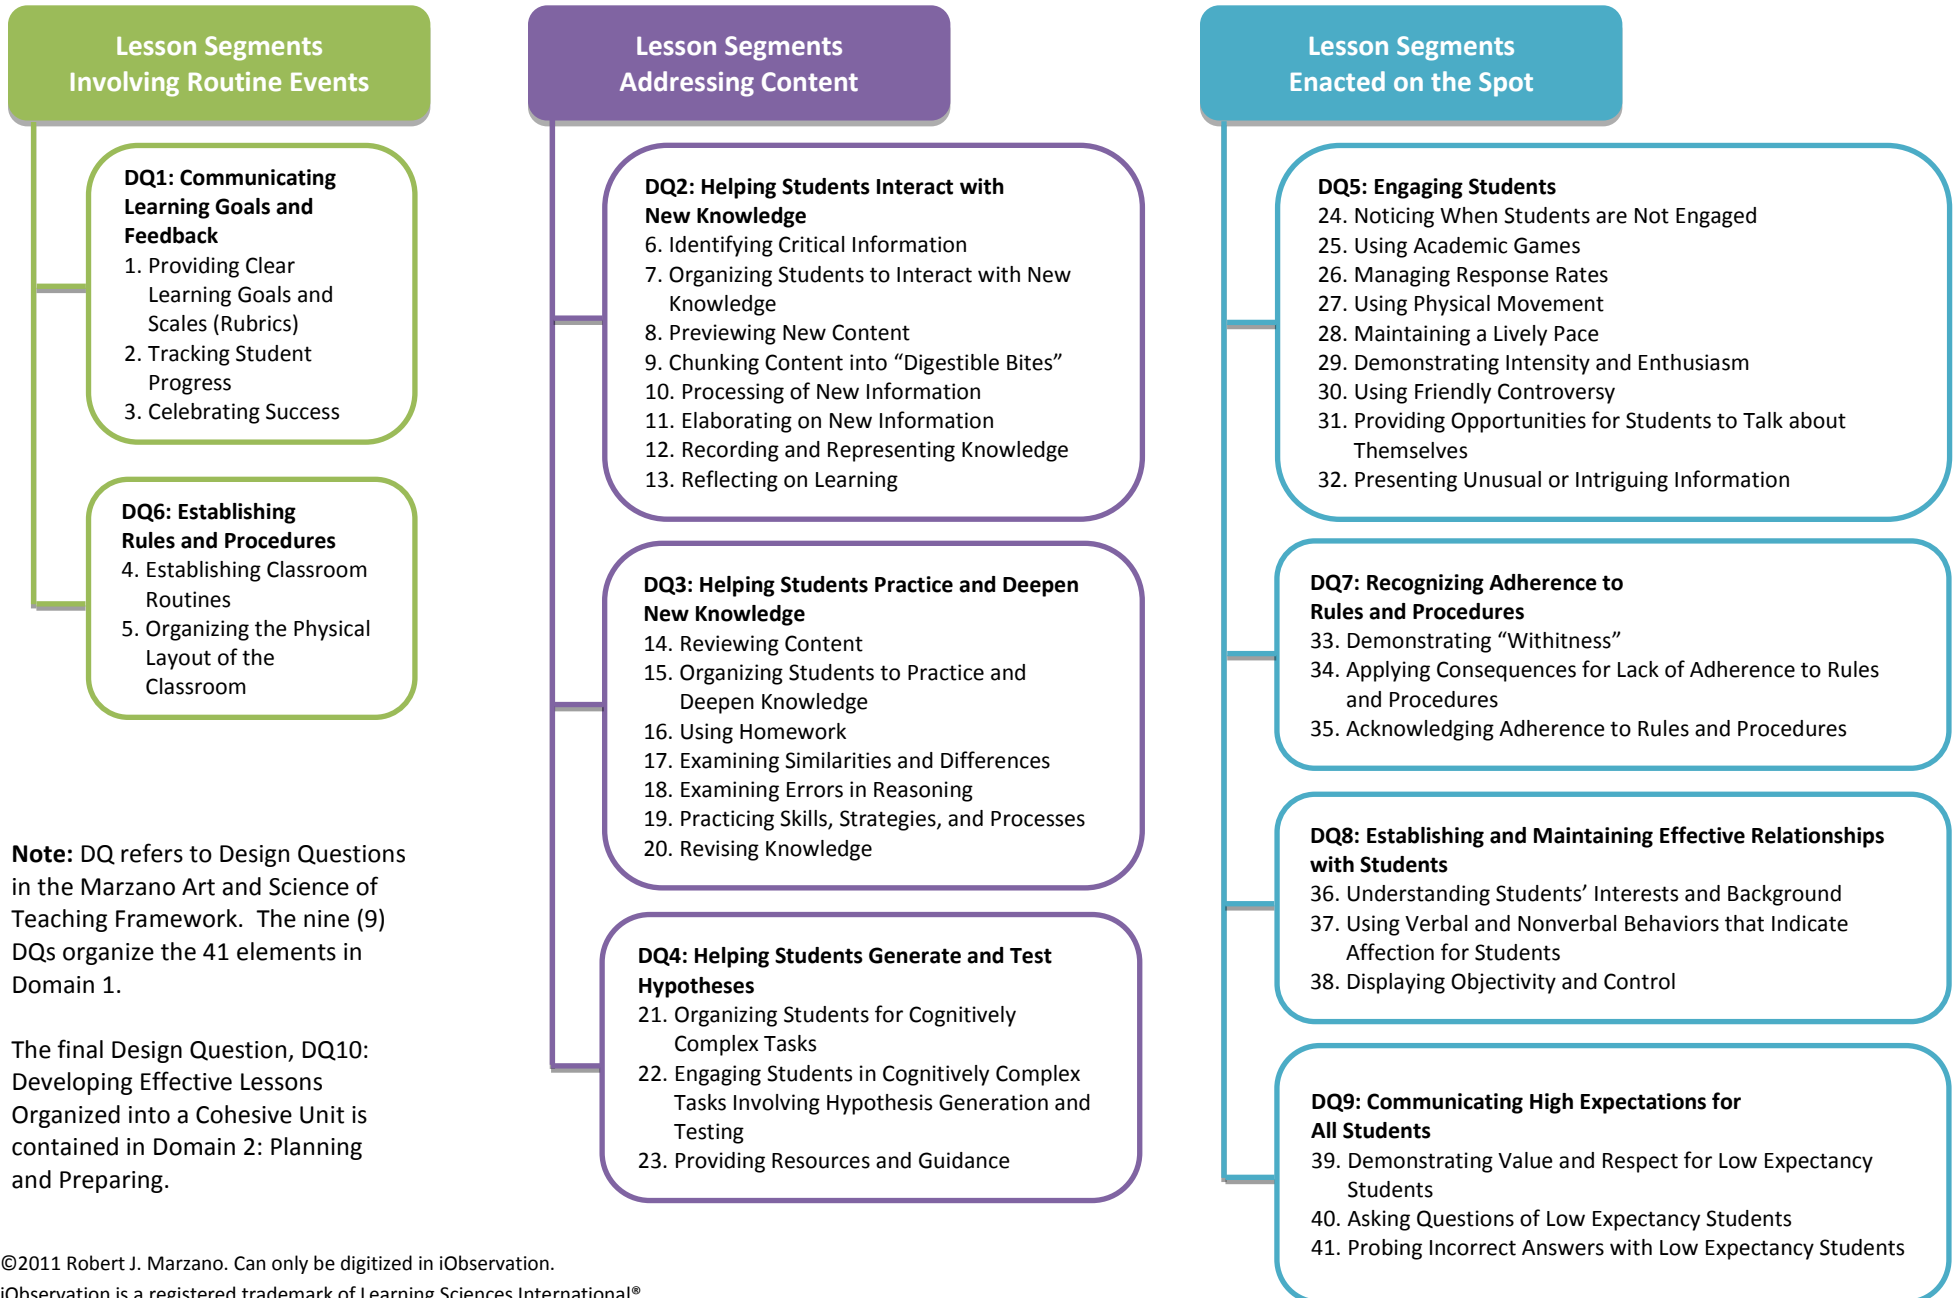 Lesson Segments
Involving Routine Events
DQ1: Communicating
Learning Goals and
Feedback
1. Providing Clear
Learning Goals and
Scales (Rubrics)
2. Tracking Student
Progress
3. Celebrating Success
DQ6: Establishing
Rules and Procedures
4. Establishing Classroom
Routines
5. Organizing the Physical
Layout of the
Classroom
Note: DQ refers to Design Questions
in the Marzano Art and Science of
Teaching Framework.  The nine (9)
DQs organize the 41 elements in
Domain 1.
The final Design Question, DQ10:
Developing Effective Lessons
Organized into a Cohesive Unit is
contained in Domain 2: Planning
and Preparing.
Lesson Segments
Addressing Content
DQ2: Helping Students Interact with
New Knowledge
6. Identifying Critical Information
7. Organizing Students to Interact with New
Knowledge
8. Previewing New Content
9. Chunking Content into “Digestible Bites”
10. Processing of New Information
11. Elaborating on New Information
12. Recording and Representing Knowledge
13. Reflecting on Learning
DQ3: Helping Students Practice and Deepen
New Knowledge
14. Reviewing Content
15. Organizing Students to Practice and
Deepen Knowledge
16. Using Homework
17. Examining Similarities and Differences
18. Examining Errors in Reasoning
19. Practicing Skills, Strategies, and Processes
20. Revising Knowledge
DQ4: Helping Students Generate and Test
Hypotheses
21. Organizing Students for Cognitively
Complex Tasks
22. Engaging Students in Cognitively Complex
Tasks Involving Hypothesis Generation and
Testing
23. Providing Resources and Guidance
Lesson Segments
Enacted on the Spot
DQ5: Engaging Students
24. Noticing When Students are Not Engaged
25. Using Academic Games
26. Managing Response Rates
27. Using Physical Movement
28. Maintaining a Lively Pace
29. Demonstrating Intensity and Enthusiasm
30. Using Friendly Controversy
31. Providing Opportunities for Students to Talk about
Themselves
32. Presenting Unusual or Intriguing Information
DQ7: Recognizing Adherence to
Rules and Procedures
33. Demonstrating “Withitness”
34. Applying Consequences for Lack of Adherence to Rules
and Procedures
35. Acknowledging Adherence to Rules and Procedures
DQ8: Establishing and Maintaining Effective Relationships
with Students
36. Understanding Students’ Interests and Background
37. Using Verbal and Nonverbal Behaviors that Indicate
Affection for Students
38. Displaying Objectivity and Control
DQ9: Communicating High Expectations for
All Students
39. Demonstrating Value and Respect for Low Expectancy
Students
40. Asking Questions of Low Expectancy Students
41. Probing Incorrect Answers with Low Expectancy Students
©2011 Robert J. Marzano. Can only be digitized in iObservation.
iObservation is a registered trademark of Learning Sciences International®